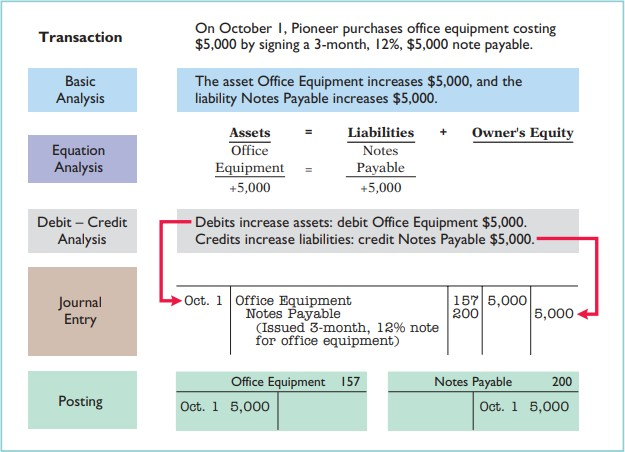 Transaction
On October 1, Pioneer purchases office equipment costing
$5,000 by signing a 3-month, 12%, $5,000 note payable.
Basic
Analysis
The asset Office Equipment increases $5,000, and the
liability Notes Payable increases $5,000.
Equation
Analysis
Assets = Liabilities + Owner's Equity
Office Notes
Equipment = Payable
+5,000 +5,000
Debit – Credit
Analysis
Debits increase assets: debit Office Equipment $5,000.
Credits increase liabilities: credit Notes Payable $5,000.
Journal
Entry
Oct. 1 Office Equipment 157 5,000
Notes Payable 200 5,000
(Issued 3-month, 12% note
for office equipment)
Posting
Office Equipment 157
Oct. 1 5,000
Notes Payable 200
Oct. 1 5,000